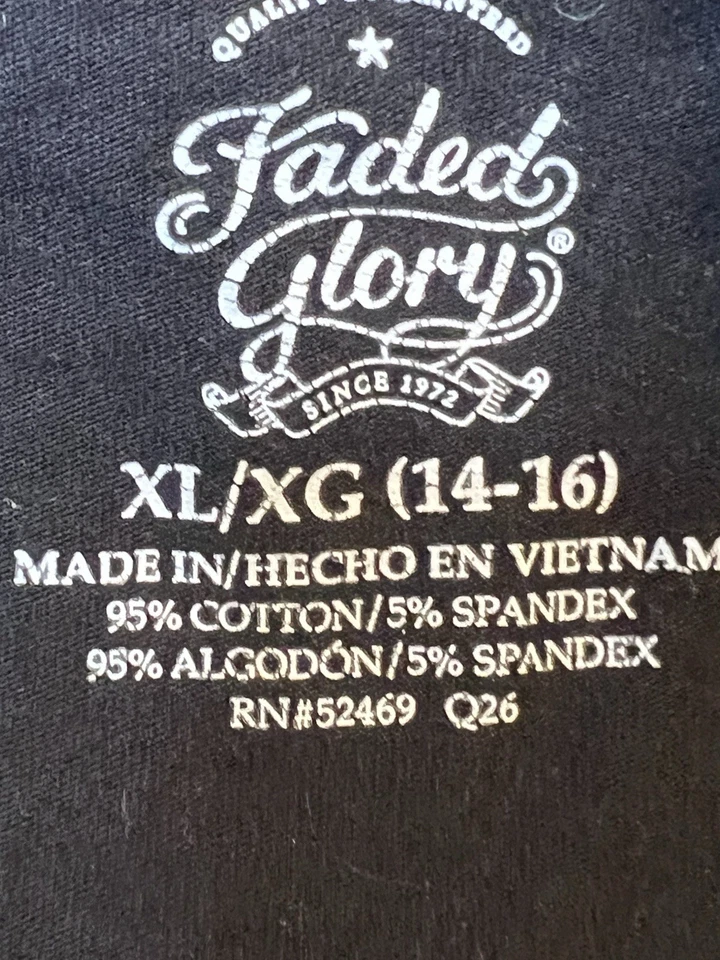 QUALITY GUARANTEED
Faded
Glory®
SINCE 1972
XL/XG (14-16)
MADE IN/HECHO EN VIETNAM
95% COTTON/5% SPANDEX
95% ALGODÓN/5% SPANDEX
RN#52469 Q26